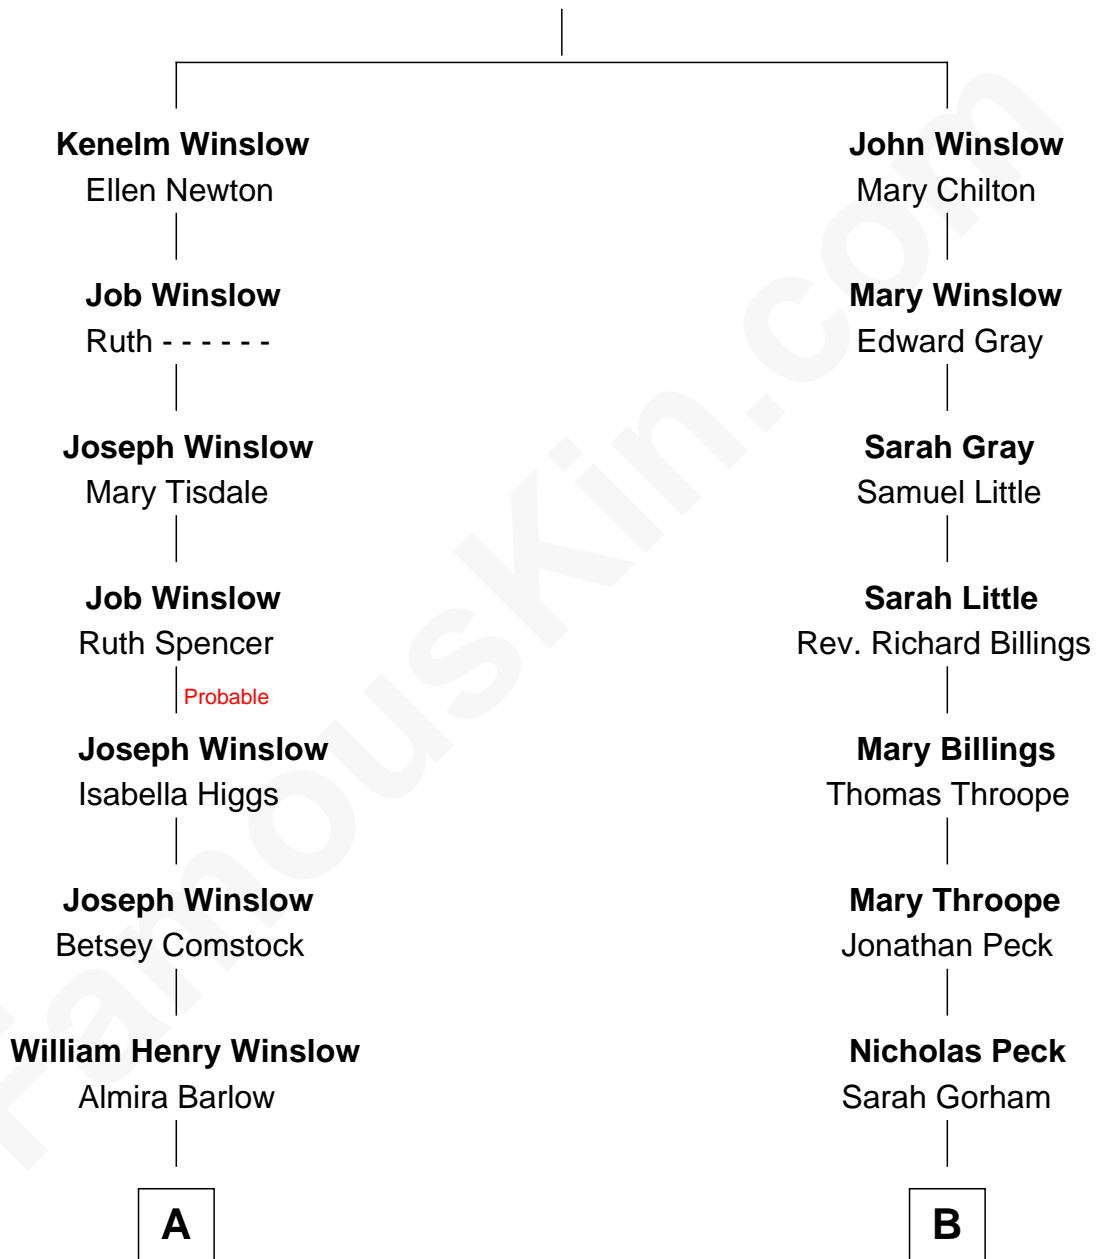 Kenelm Winslow
Ellen Newton
Job Winslow
Ruth - - - - - -
Joseph Winslow
Mary Tisdale
Job Winslow
Ruth Spencer
Probable
Joseph Winslow
Isabella Higgs
Joseph Winslow
Betsey Comstock
William Henry Winslow
Almira Barlow
A
John Winslow
Mary Chilton
Mary Winslow
Edward Gray
Sarah Gray
Samuel Little
Sarah Little
Rev. Richard Billings
Mary Billings
Thomas Throope
Mary Throope
Jonathan Peck
Nicholas Peck
Sarah Gorham
B
FamousKin.com